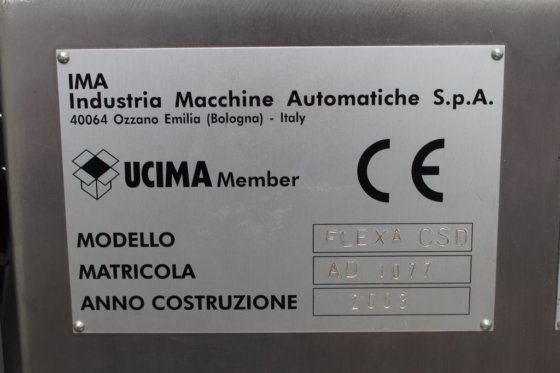 IMA
Industria Macchine Automatiche S.p.A.
40064 Ozzano Emilia (Bologna) - Italy
UCIMA Member CE
MODELLO FLEXA CSD
MATRICOLA AD 1077
ANNO COSTRUZIONE 2003